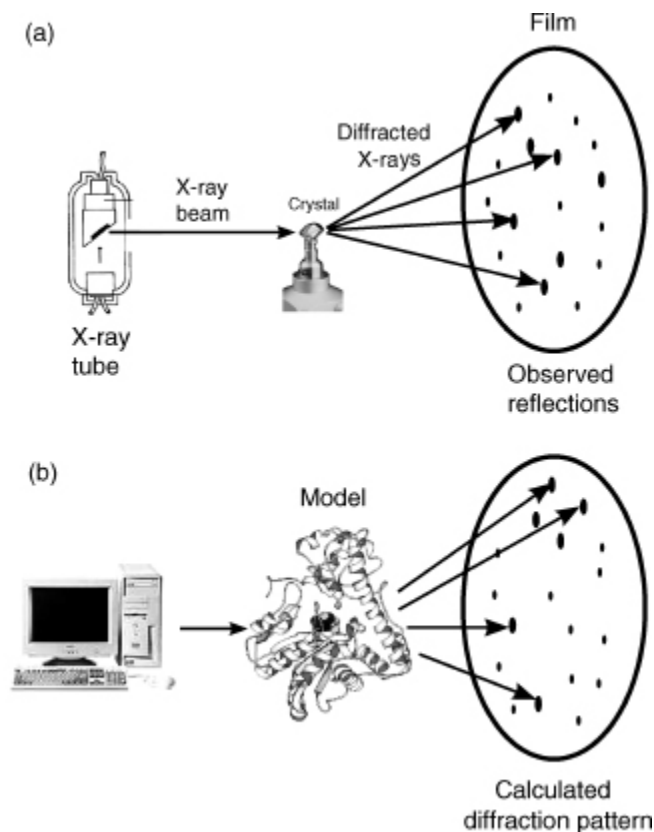 (a)
Film
Diffracted
X-rays
X-ray
beam
Crystal
X-ray
tube
Observed
reflections
(b)
Model
Calculated
diffraction pattern